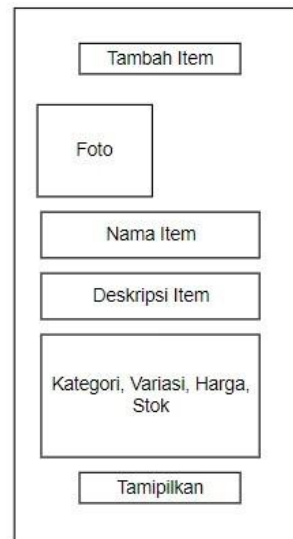 Tambah Item
Foto
Nama Item
Deskripsi Item
Kategori, Variasi, Harga,
Stok
Tamipilkan